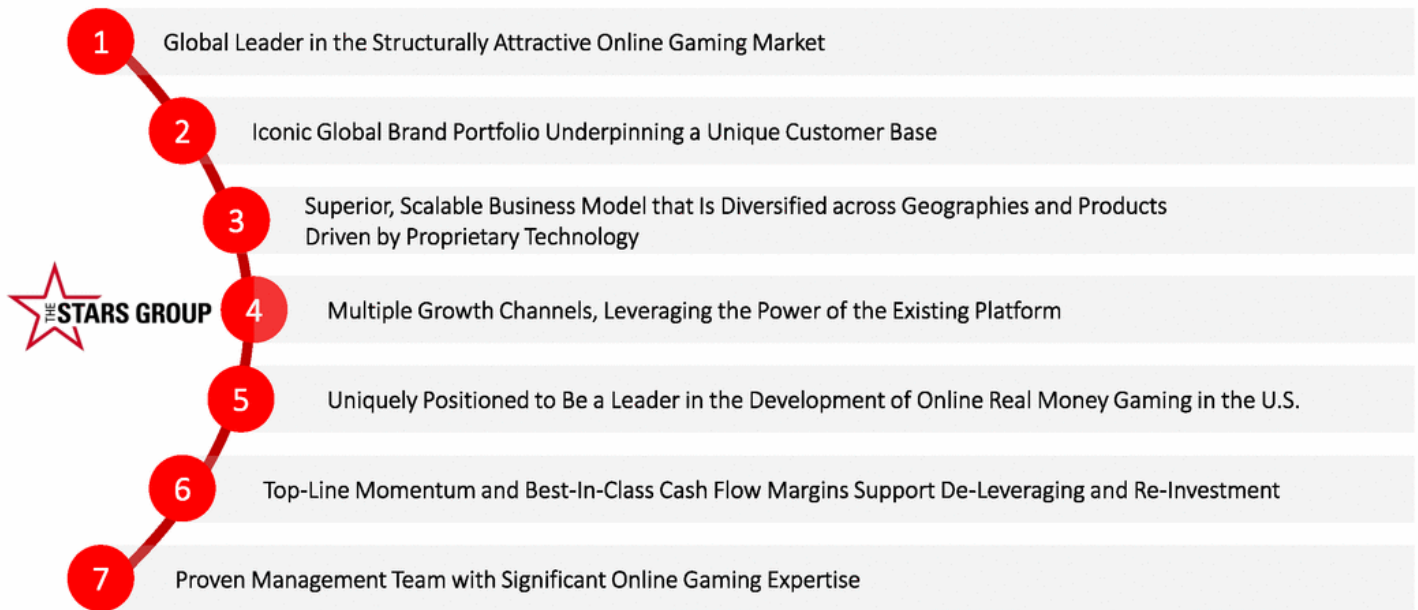 1
Global Leader in the Structurally Attractive Online Gaming Market
2
Iconic Global Brand Portfolio Underpinning a Unique Customer Base
3
Superior, Scalable Business Model that Is Diversified across Geographies and Products
Driven by Proprietary Technology
THE STARS GROUP
4
Multiple Growth Channels, Leveraging the Power of the Existing Platform
5
Uniquely Positioned to Be a Leader in the Development of Online Real Money Gaming in the U.S.
6
Top-Line Momentum and Best-In-Class Cash Flow Margins Support De-Leveraging and Re-Investment
7
Proven Management Team with Significant Online Gaming Expertise